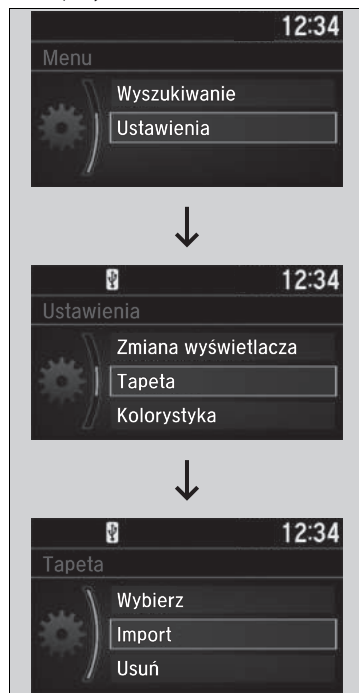 12:34
Menu
Wyszukiwanie
Ustawienia
12:34
Ustawienia
Zmiana wyświetlacza
Tapeta
Kolorystyka
12:34
Tapeta
Wybierz
Import
Usuń